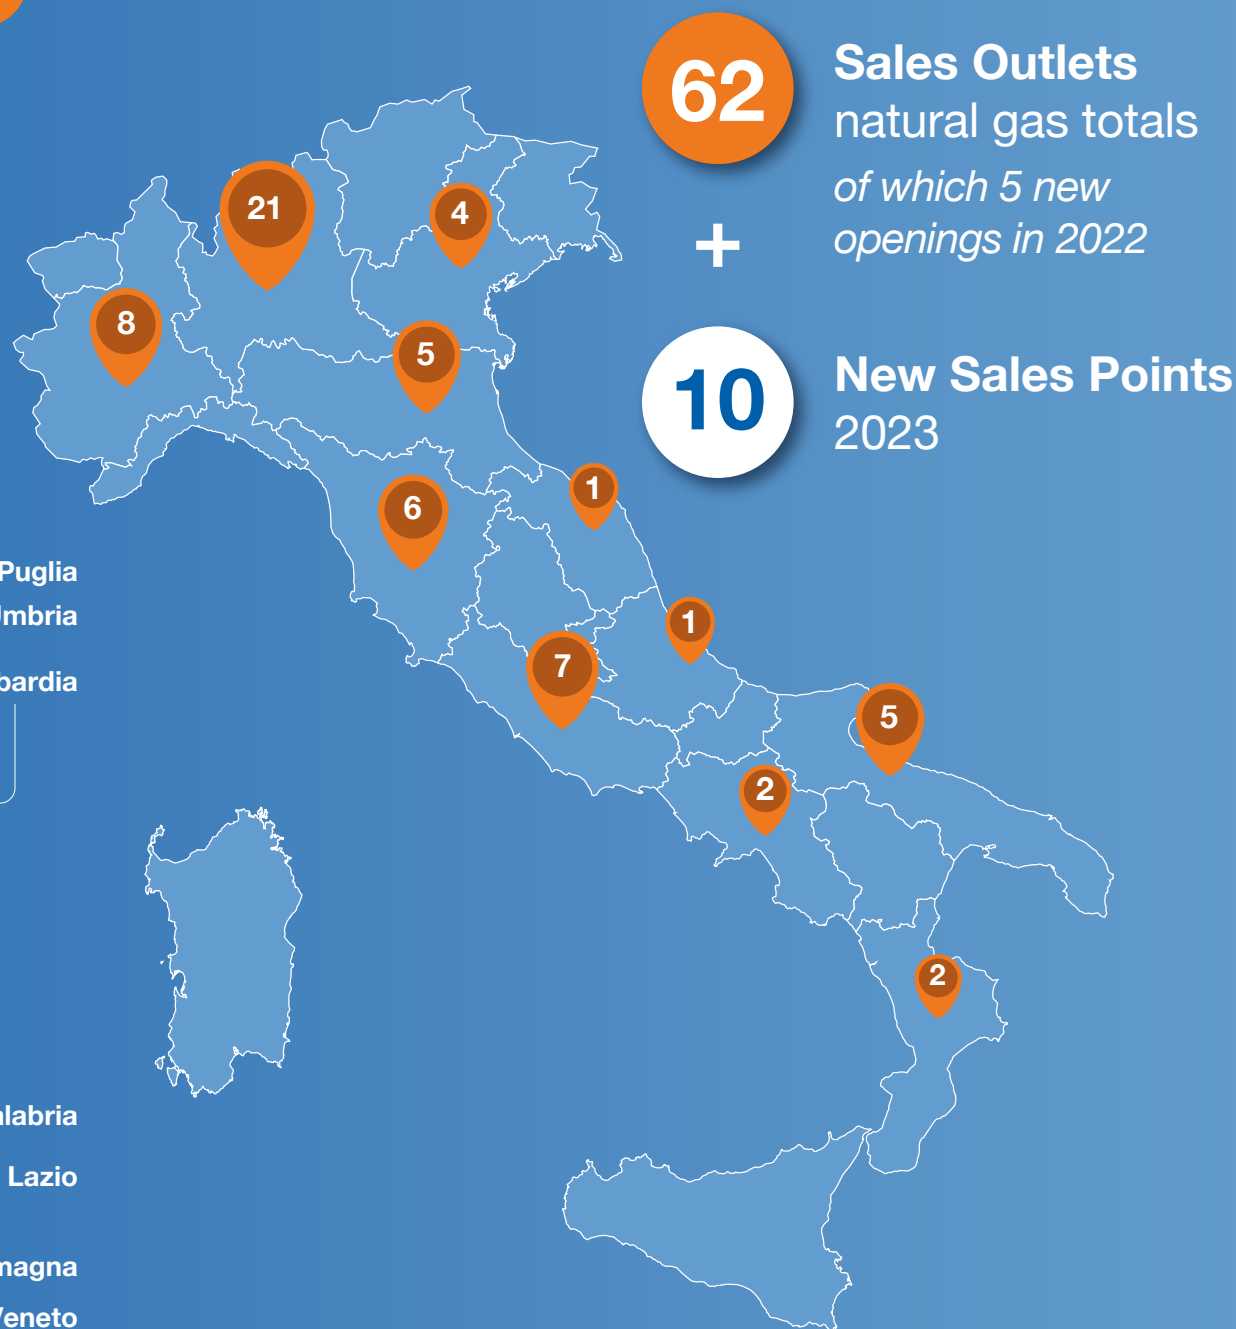 62
Sales Outlets
natural gas totals
of which 5 new
openings in 2022
+
10
New Sales Points
2023
21
4
8
5
6
1
1
7
5
2
2
Puglia
Lazio